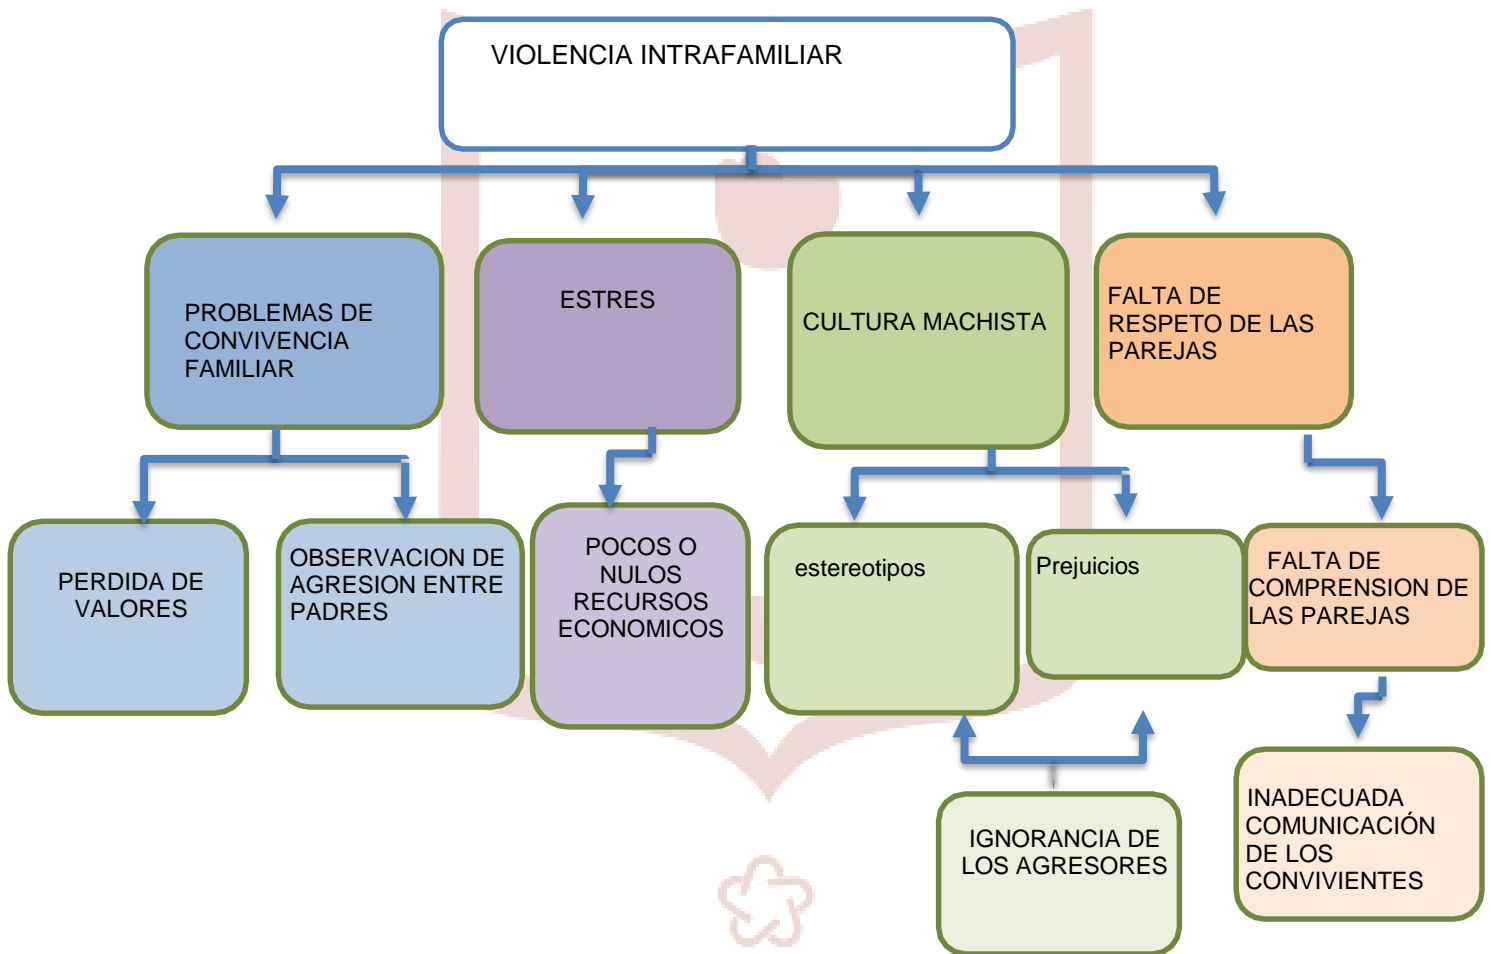 VIOLENCIA INTRAFAMILIAR
PROBLEMAS DE
CONVIVENCIA
FAMILIAR
ESTRES
CULTURA MACHISTA
FALTA DE
RESPETO DE LAS
PAREJAS
PERDIDA DE
VALORES
OBSERVACION DE
AGRESION ENTRE
PADRES
POCOS O
NULOS
RECURSOS
ECONOMICOS
estereotipos
Prejuicios
FALTA DE
COMPRENSION DE
LAS PAREJAS
IGNORANCIA DE
LOS AGRESORES
INADECUADA
COMUNICACIÓN
DE LOS
CONVIVIENTES